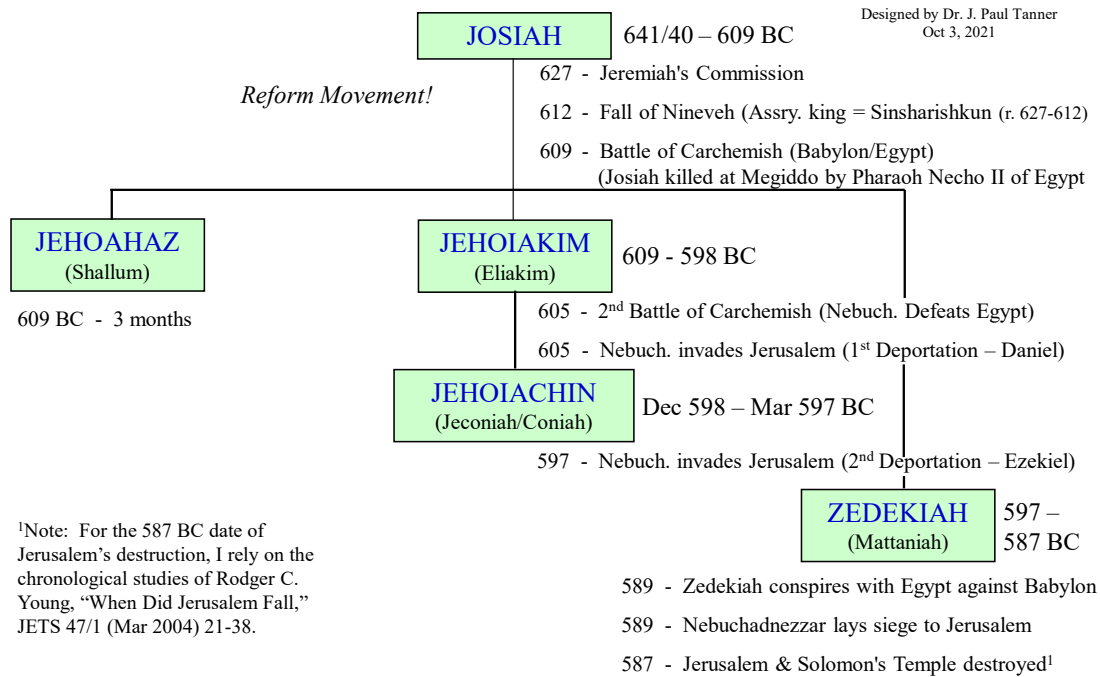 Designed by Dr. J. Paul Tanner
Oct 3, 2021
JOSIAH
641/40 – 609 BC
Reform Movement!
627 - Jeremiah's Commission
612 - Fall of Nineveh (Assry. king = Sinsharishkun (r. 627-612)
609 - Battle of Carchemish (Babylon/Egypt)
(Josiah killed at Megiddo by Pharaoh Necho II of Egypt
JEHOAHAZ
(Shallum)
609 BC - 3 months
JEHOIAKIM
(Eliakim)
609 - 598 BC
605 - 2nd Battle of Carchemish (Nebuch. Defeats Egypt)
605 - Nebuch. invades Jerusalem (1st Deportation – Daniel)
JEHOIACHIN
(Jeconiah/Coniah)
Dec 598 – Mar 597 BC
597 - Nebuch. invades Jerusalem (2nd Deportation – Ezekiel)
ZEDEKIAH
(Mattaniah)
597 –
587 BC
589 - Zedekiah conspires with Egypt against Babylon
589 - Nebuchadnezzar lays siege to Jerusalem
587 - Jerusalem & Solomon's Temple destroyed1
1Note: For the 587 BC date of
Jerusalem's destruction, I rely on the
chronological studies of Rodger C.
Young, “When Did Jerusalem Fall,”
JETS 47/1 (Mar 2004) 21-38.